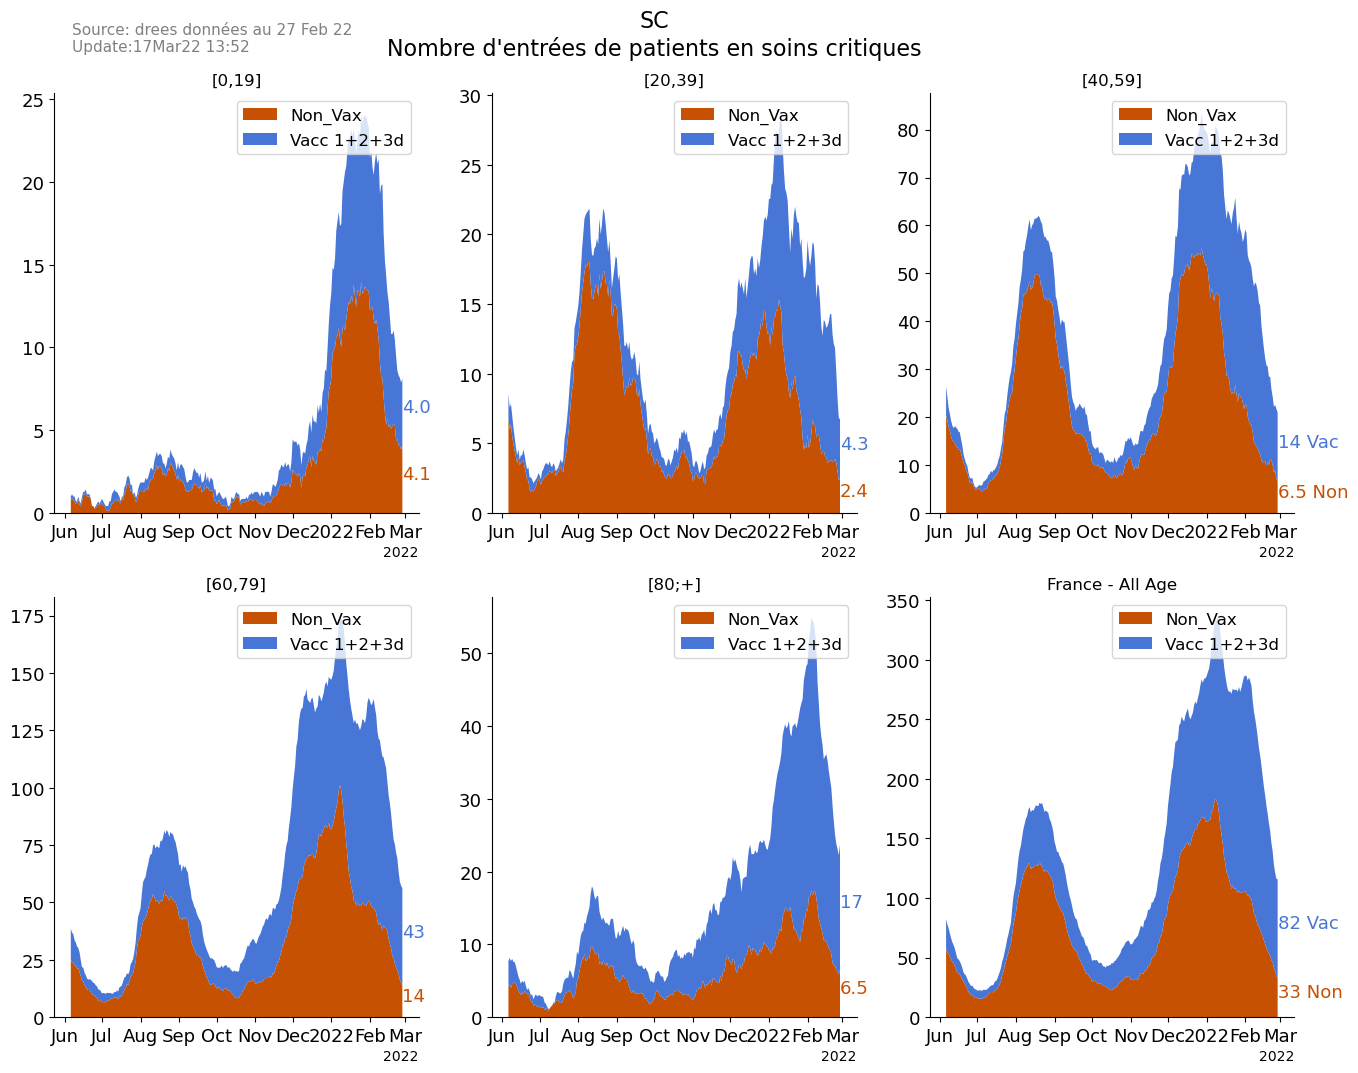 Source: drees données au 27 Feb 22
Update:17Mar22 13:52
SC
Nombre d'entrées de patients en soins critiques
[0,19]
Non_Vax
Vacc 1+2+3d
25
20
15
10
5
0
4.0
4.1
Jun Jul Aug Sep Oct Nov Dec 2022 Feb Mar
2022
[20,39]
Non_Vax
Vacc 1+2+3d
30
25
20
15
10
5
0
4.3
2.4
Jun Jul Aug Sep Oct Nov Dec 2022 Feb Mar
2022
[40,59]
Non_Vax
Vacc 1+2+3d
80
70
60
50
40
30
20
10
0
14 Vac
6.5 Non
Jun Jul Aug Sep Oct Nov Dec 2022 Feb Mar
2022
[60,79]
Non_Vax
Vacc 1+2+3d
175
150
125
100
75
50
25
0
43
14
Jun Jul Aug Sep Oct Nov Dec 2022 Feb Mar
2022
[80;+]
Non_Vax
Vacc 1+2+3d
50
40
30
20
10
0
17
6.5
Jun Jul Aug Sep Oct Nov Dec 2022 Feb Mar
2022
France - All Age
Non_Vax
Vacc 1+2+3d
350
300
250
200
150
100
50
0
82 Vac
33 Non
Jun Jul Aug Sep Oct Nov Dec 2022 Feb Mar
2022